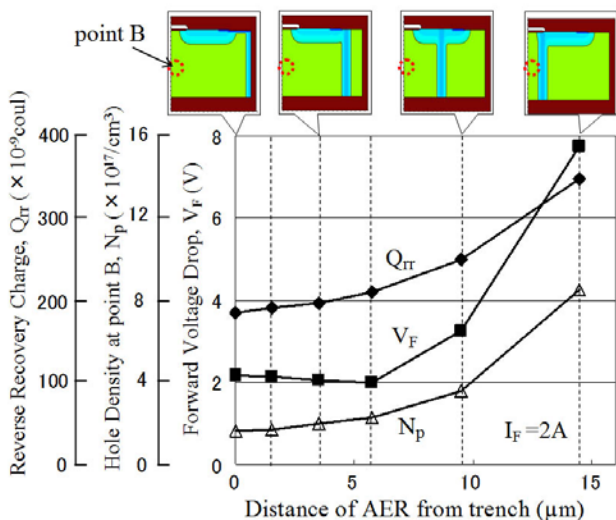 point B
Reverse Recovery Charge, Qrr (×10⁻⁹coul)
400
300
200
100
0
Hole Density at point B, Np (×10¹⁷/cm³)
16
12
8
4
0
Forward Voltage Drop, VF (V)
8
6
4
2
0
Qrr
VF
Np
IF=2A
0 5 10 15
Distance of AER from trench (μm)